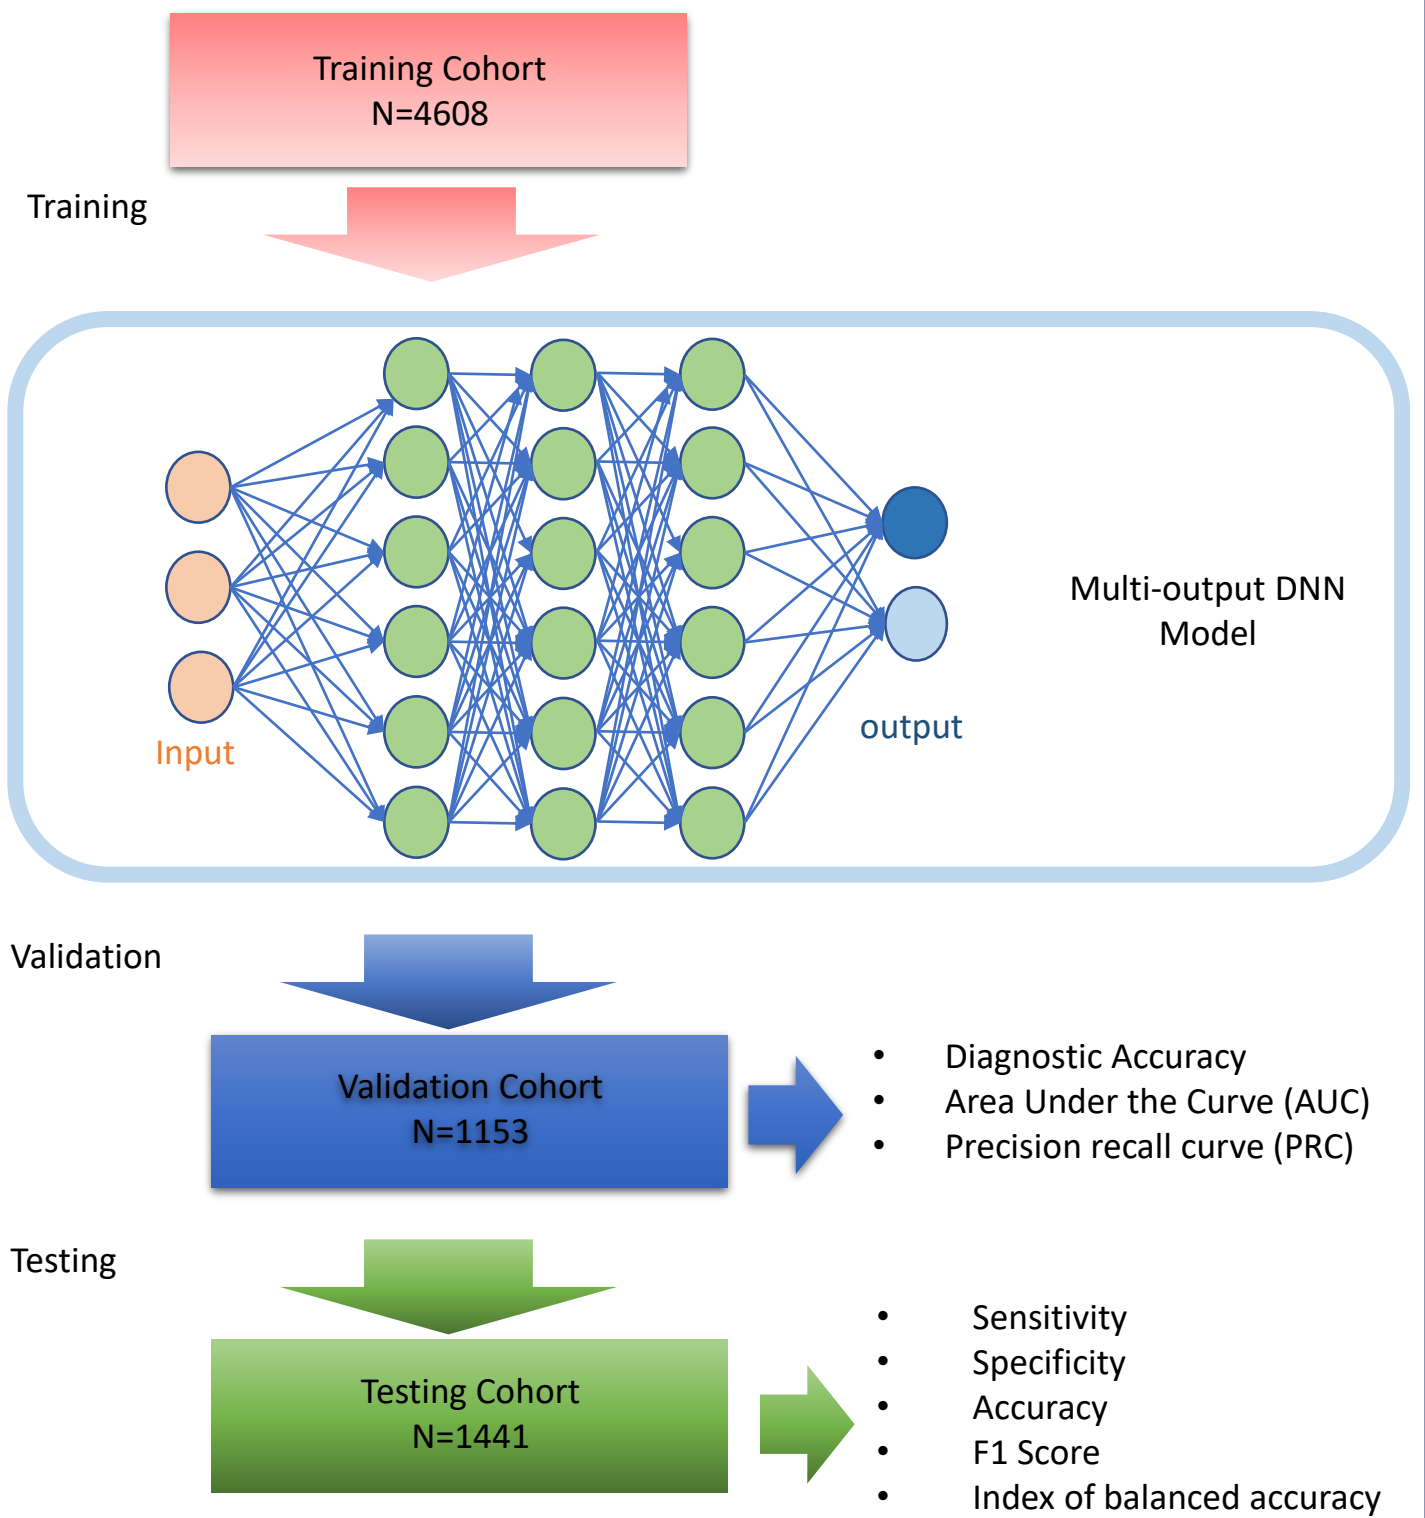 Training Cohort
N=4608
Training
Input
output
Multi-output DNN
Model
Validation
Validation Cohort
N=1153
• Diagnostic Accuracy
• Area Under the Curve (AUC)
• Precision recall curve (PRC)
Testing
Testing Cohort
N=1441
• Sensitivity
• Specificity
• Accuracy
• F1 Score
• Index of balanced accuracy